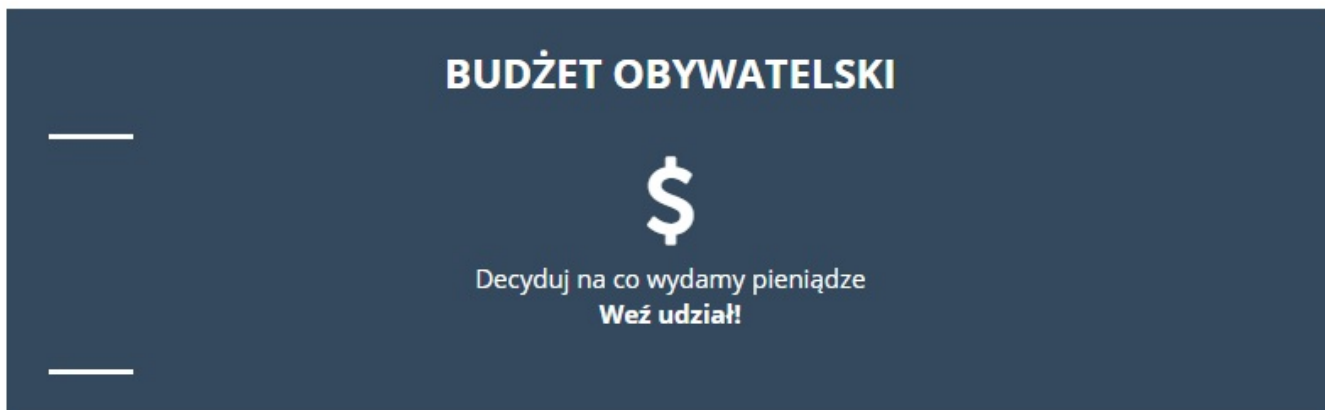 BUDŻET OBYWATELSKI
$
Decyduj na co wydamy pieniądze
Weź udział!